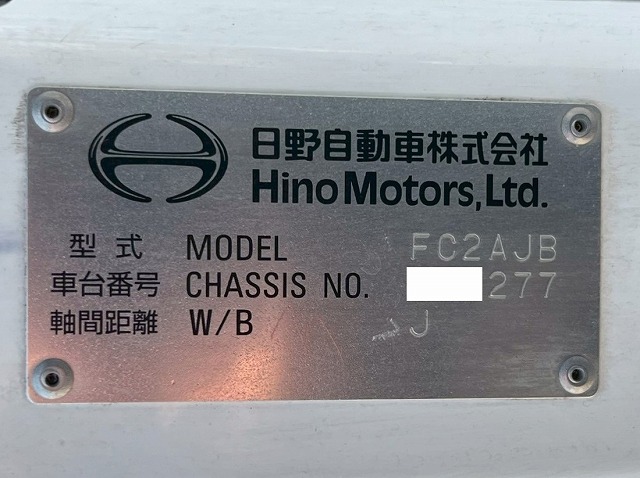 日野自動車株式会社
Hino Motors, Ltd.
型式 MODEL FC2AJB
車台番号 CHASSIS NO. 277
軸間距離 W/B J